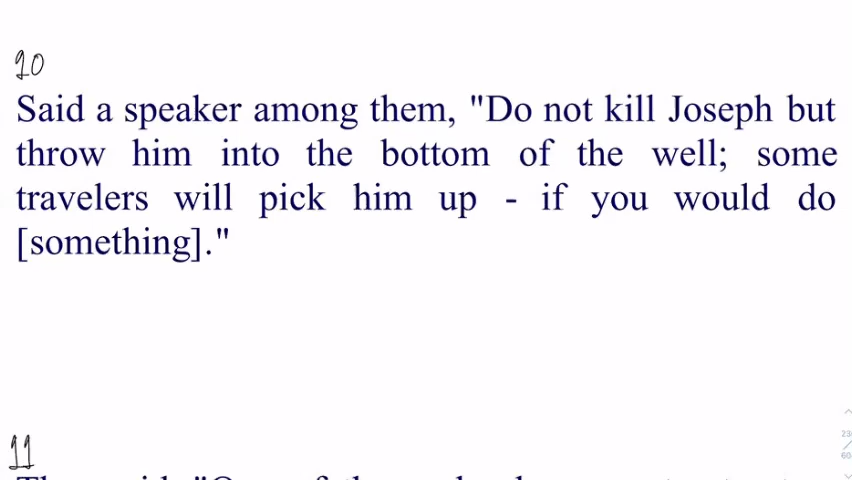 10
Said a speaker among them, "Do not kill Joseph but
throw him into the bottom of the well; some
travelers will pick him up - if you would do
[something]."
11